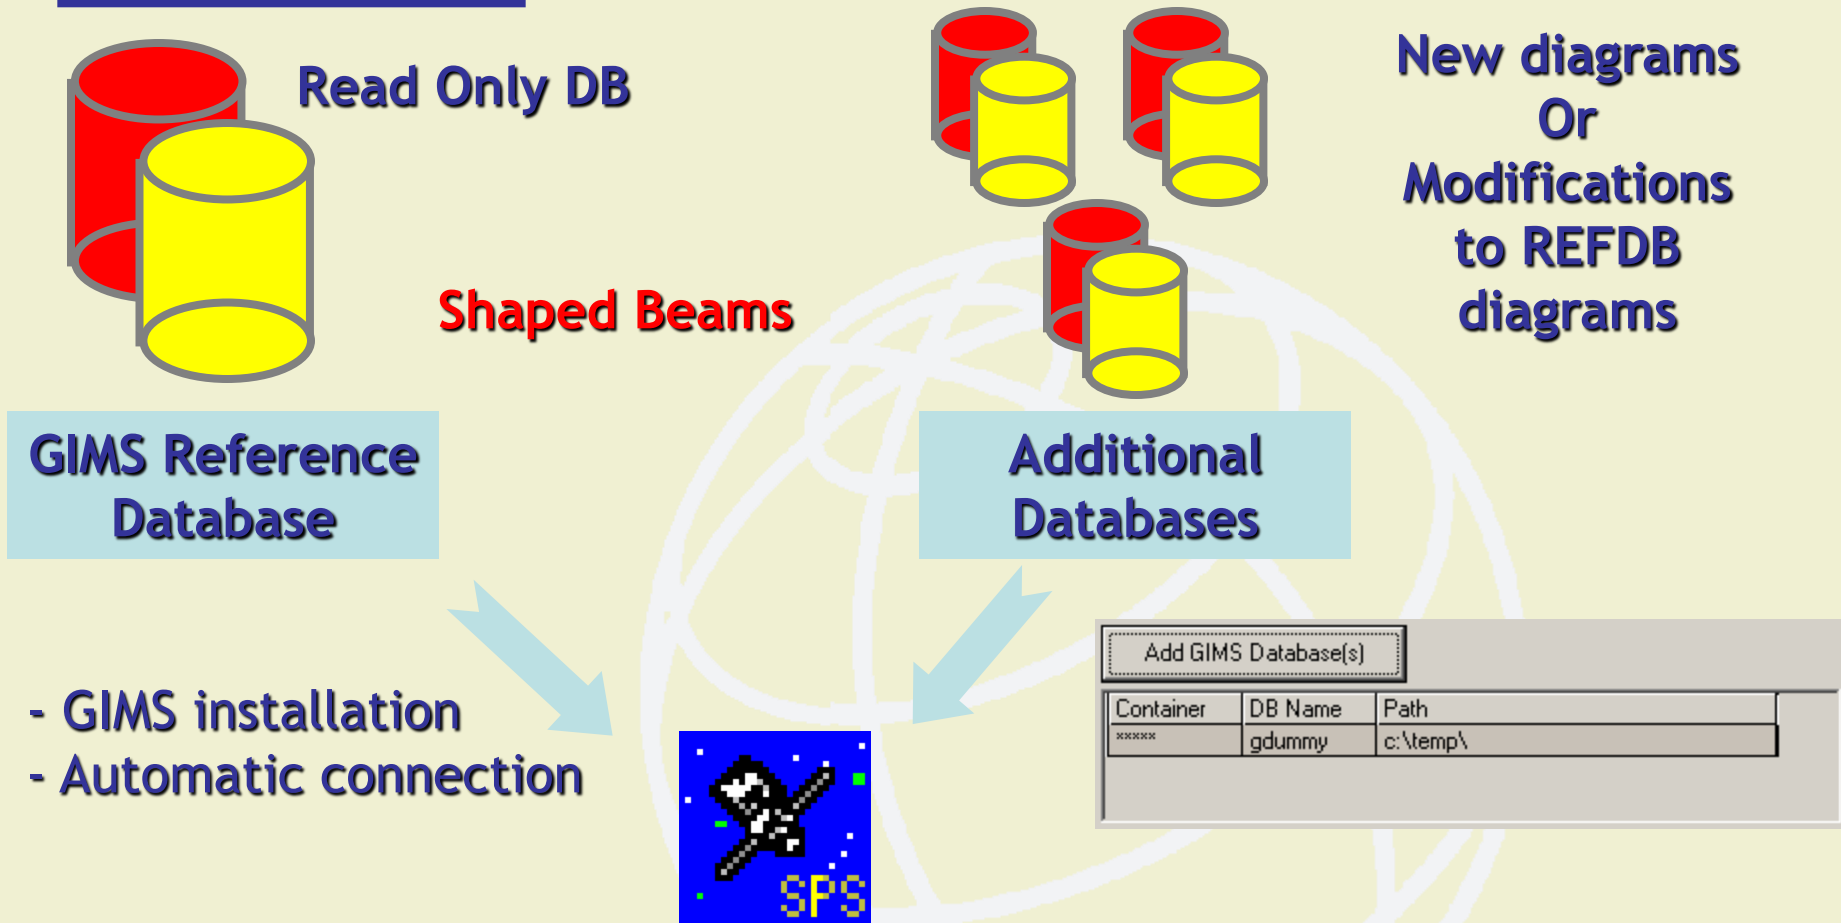 Read Only DB
New diagrams
Or
Modifications
to REFDB
diagrams
Shaped Beams
GIMS Reference
Database
Additional
Databases
- GIMS installation
- Automatic connection
Add GIMS Database(s)
Container DB Name Path
***** gdummy c:\temp\
SPS